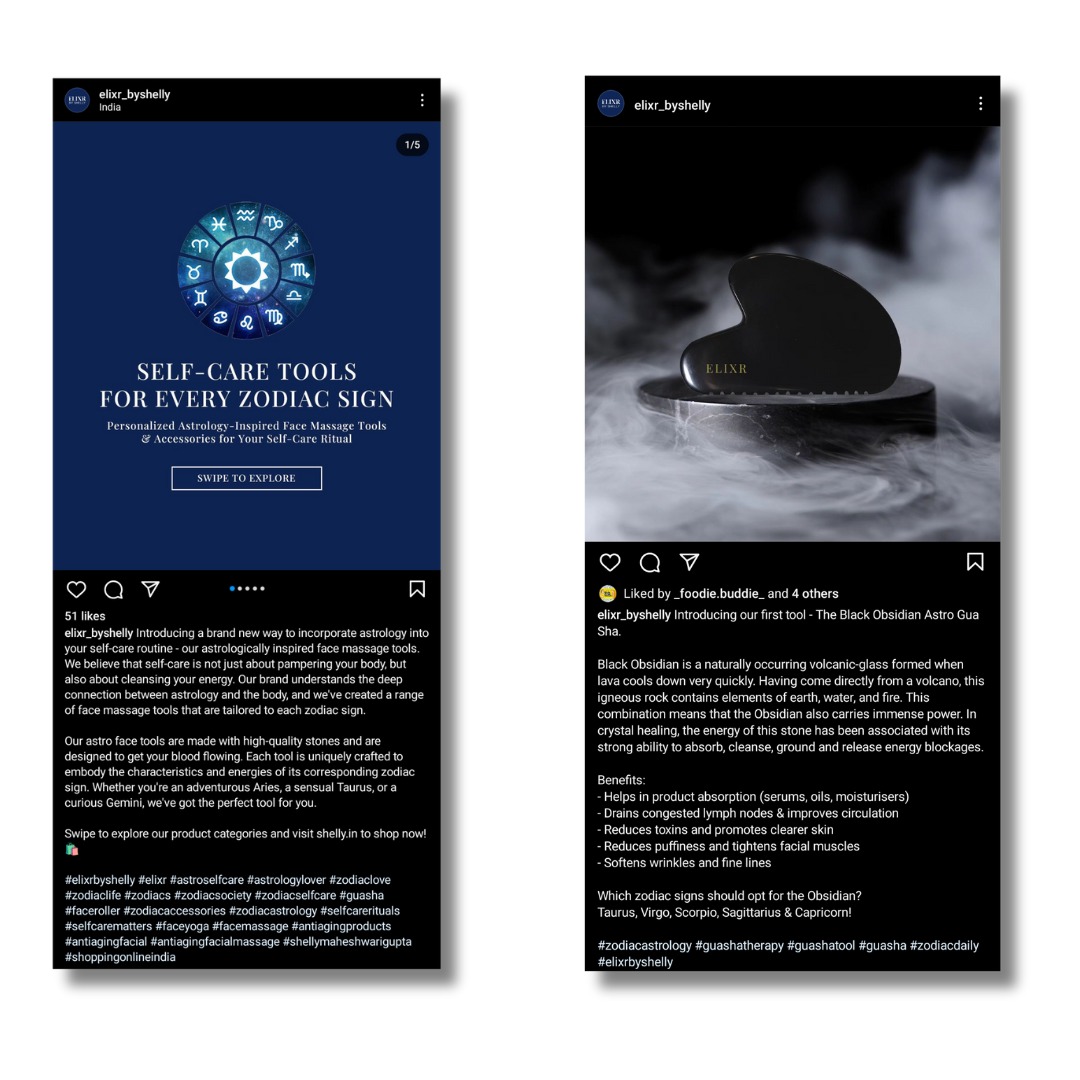 elixr_byshelly
India
1/5
SELF-CARE TOOLS
FOR EVERY ZODIAC SIGN
Personalized Astrology-Inspired Face Massage Tools
& Accessories for Your Self-Care Ritual
SWIPE TO EXPLORE
51 likes
elixr_byshelly Introducing a brand new way to incorporate astrology into
your self-care routine - our astrologically inspired face massage tools.
We believe that self-care is not just about pampering your body, but
also about cleansing your energy. Our brand understands the deep
connection between astrology and the body, and we've created a range
of face massage tools that are tailored to each zodiac sign.
Our astro face tools are made with high-quality stones and are
designed to get your blood flowing. Each tool is uniquely crafted to
embody the characteristics and energies of its corresponding zodiac
sign. Whether you're an adventurous Aries, a sensual Taurus, or a
curious Gemini, we've got the perfect tool for you.
Swipe to explore our product categories and visit shelly.in to shop now!
#elixrbyshelly #elixr #astroselfcare #astrologylover #zodiaclove
#zodiaclife #zodiacs #zodiacsociety #zodiacselfcare #guasha
#faceroller #zodiacaccessories #zodiacastrology #selfcarerituals
#selfcarematters #faceyoga #facemassage #antiagingproducts
#antiagingfacial #antiagingfacialmassage #shellymaheshwarigupta
#shoppingonlineindia
ELIXR
elixr_byshelly
ELIXR
Liked by _foodie.buddie_ and 4 others
elixr_byshelly Introducing our first tool - The Black Obsidian Astro Gua
Sha.
Black Obsidian is a naturally occurring volcanic-glass formed when
lava cools down very quickly. Having come directly from a volcano, this
igneous rock contains elements of earth, water, and fire. This
combination means that the Obsidian also carries immense power. In
crystal healing, the energy of this stone has been associated with its
strong ability to absorb, cleanse, ground and release energy blockages.
Benefits:
- Helps in product absorption (serums, oils, moisturisers)
- Drains congested lymph nodes & improves circulation
- Reduces toxins and promotes clearer skin
- Reduces puffiness and tightens facial muscles
- Softens wrinkles and fine lines
Which zodiac signs should opt for the Obsidian?
Taurus, Virgo, Scorpio, Sagittarius & Capricorn!
#zodiacastrology #guashatherapy #guashatool #guasha #zodiacdaily
#elixrbyshelly